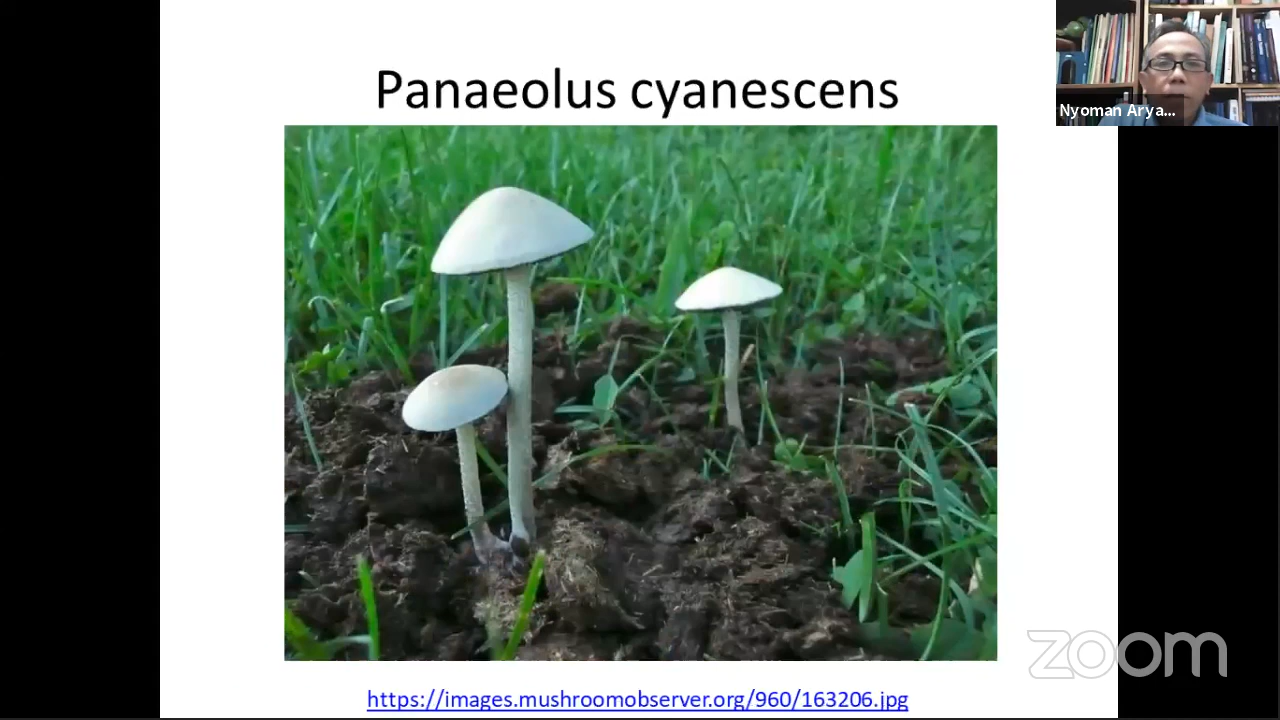 Panaeolus cyanescens
Nyoman Arya...
https://images.mushroomobserver.org/960/163206.jpg
zoom